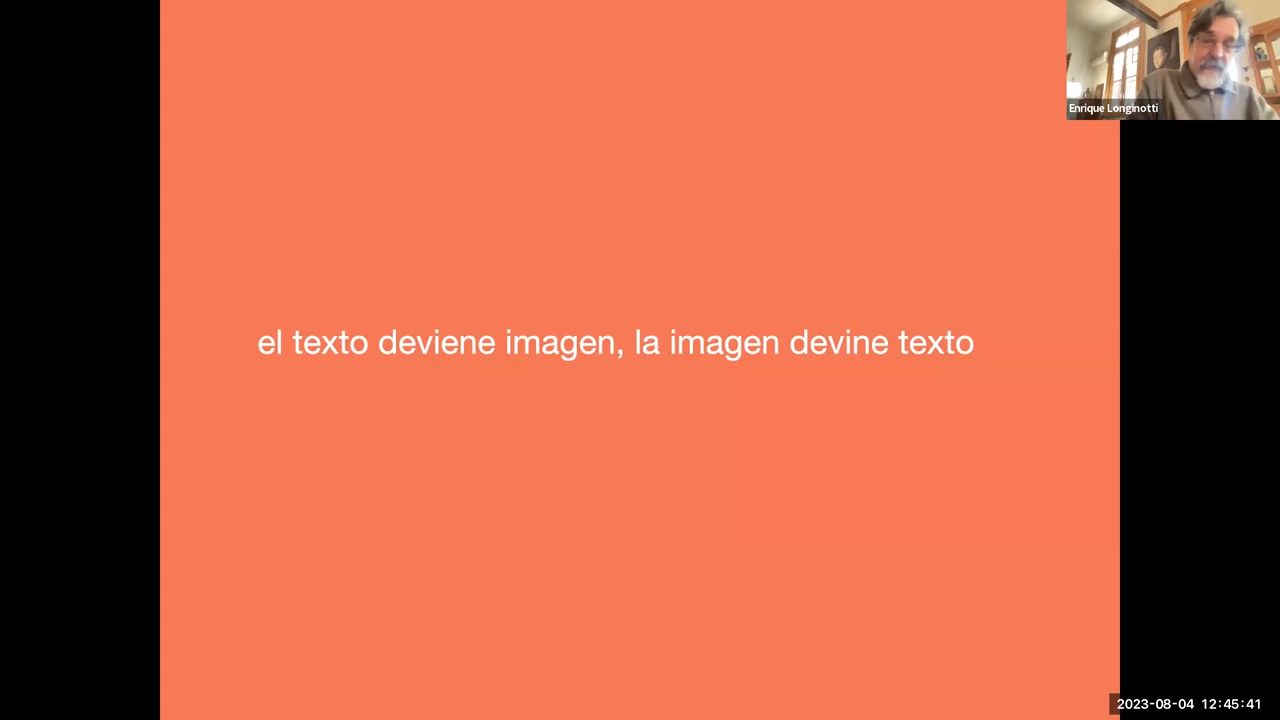 Enrique Longinotti
el texto deviene imagen, la imagen devine texto
2023-08-04 12:45:41